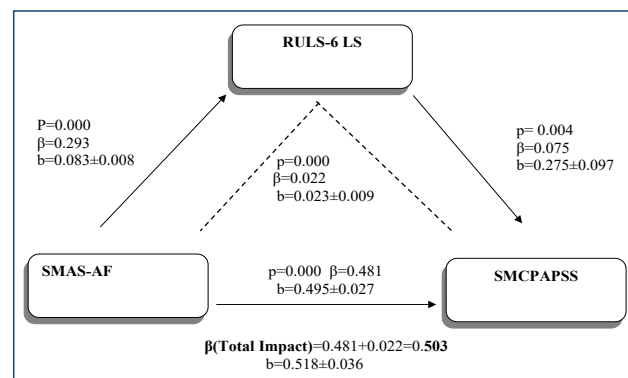 RULS-6 LS
P=0.000
β=0.293
b=0.083±0.008
p= 0.004
β=0.075
b=0.275±0.097
p=0.000
β=0.022
b=0.023±0.009
SMAS-AF
p=0.000 β=0.481
b=0.495±0.027
SMCPAPSS
β(Total Impact)=0.481+0.022=0.503
b=0.518±0.036